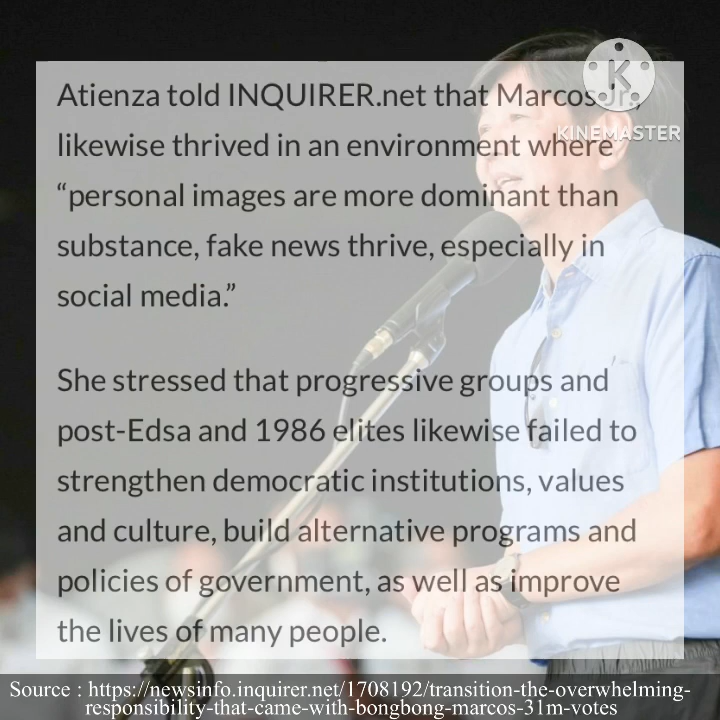 Atienza told INQUIRER.net that Marcos Jr.,
likewise thrived in an environment where
“personal images are more dominant than
substance, fake news thrive, especially in
social media.”
She stressed that progressive groups and
post-Edsa and 1986 elites likewise failed to
strengthen democratic institutions, values
and culture, build alternative programs and
policies of government, as well as improve
the lives of many people.
K
KINEMASTER
Source : https://newsinfo.inquirer.net/1708192/transition-the-overwhelming-
responsibility-that-came-with-bongbong-marcos-31m-votes